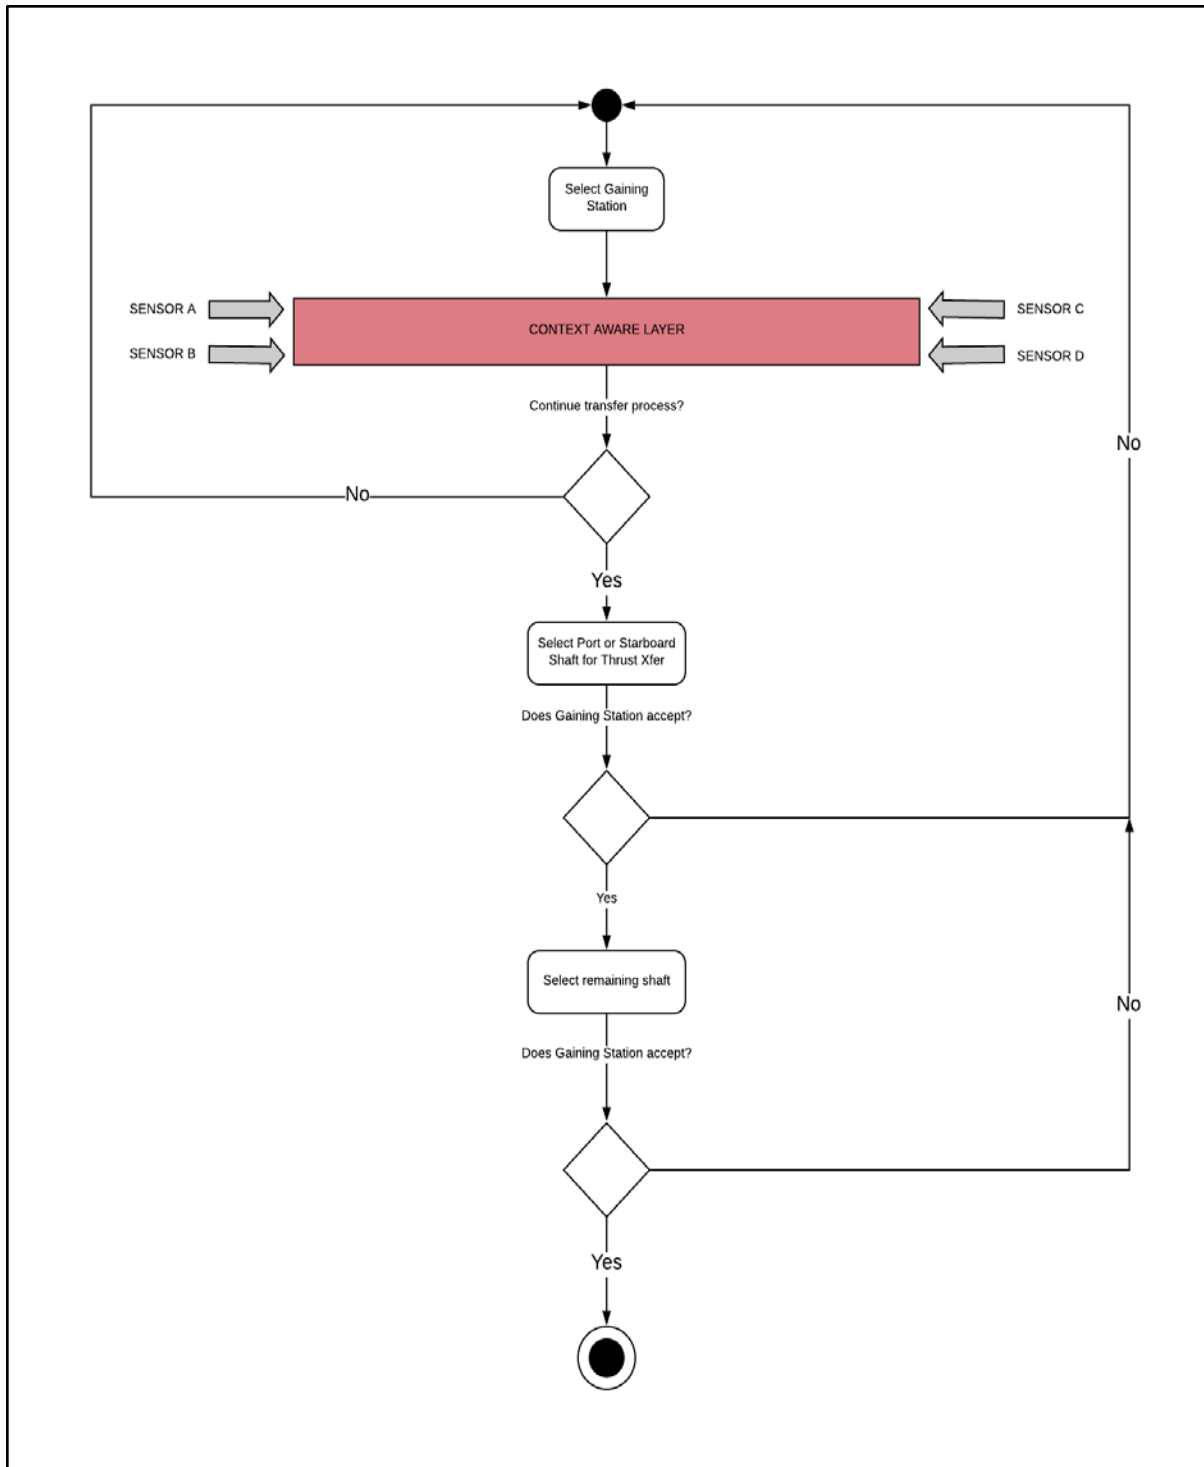 Select Gaining
Station
SENSOR A
SENSOR C
CONTEXT AWARE LAYER
SENSOR B
SENSOR D
Continue transfer process?
No
No
Yes
Select Port or Starboard
Shaft for Thrust Xfer
Does Gaining Station accept?
Yes
Select remaining shaft
No
Does Gaining Station accept?
Yes